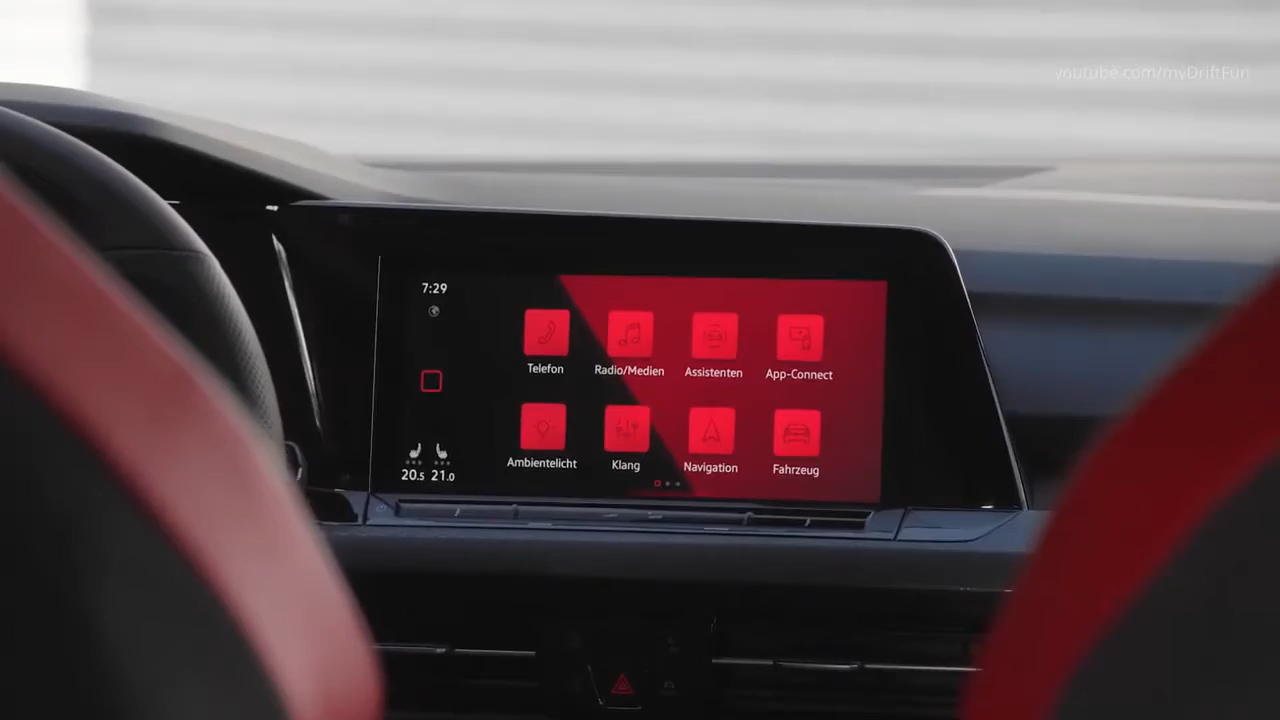 youtube.com/myDriftFun
7:29
Telefon
Radio/Medien
Assistenten
App-Connect
Ambientelicht
Klang
Navigation
Fahrzeug
20.5 21.0